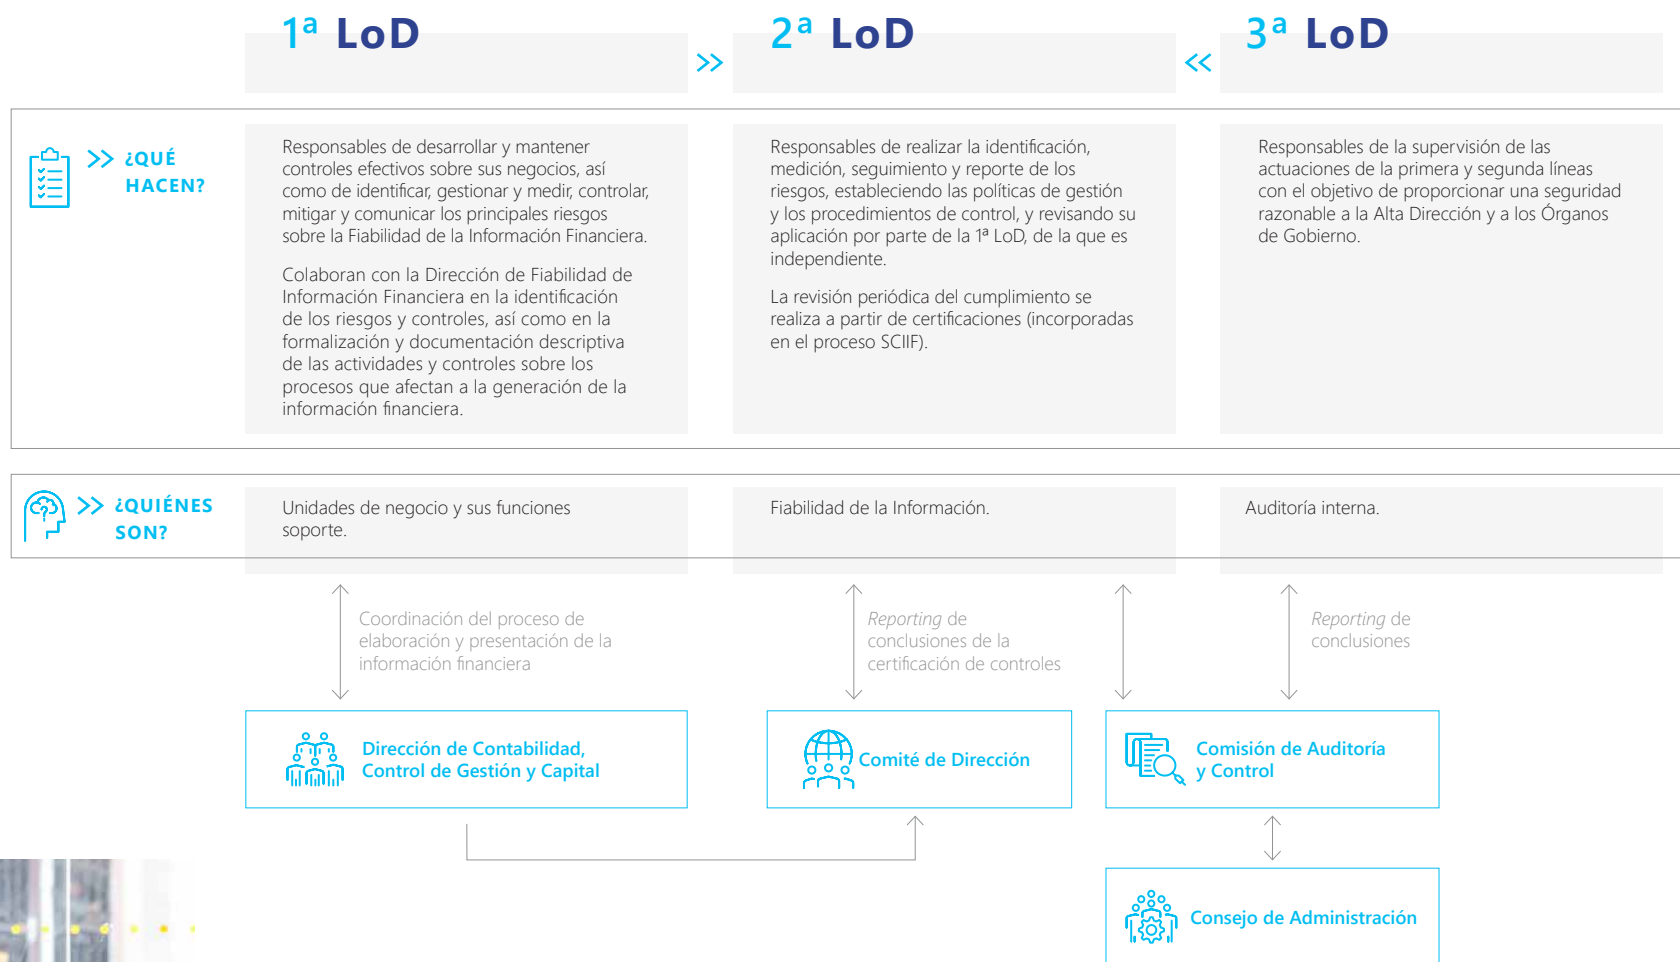 1ª LoD
2ª LoD
3ª LoD
¿QUÉ
HACEN?
Responsables de desarrollar y mantener
controles efectivos sobre sus negocios, así
como de identificar, gestionar y medir, controlar,
mitigar y comunicar los principales riesgos
sobre la Fiabilidad de la Información Financiera.
Colaboran con la Dirección de Fiabilidad de
Información Financiera en la identificación
de los riesgos y controles, así como en la
formalización y documentación descriptiva
de las actividades y controles sobre los
procesos que afectan a la generación de la
información financiera.
Responsables de realizar la identificación,
medición, seguimiento y reporte de los
riesgos, estableciendo las políticas de gestión
y los procedimientos de control, y revisando su
aplicación por parte de la 1ª LoD, de la que es
independiente.
La revisión periódica del cumplimiento se
realiza a partir de certificaciones (incorporadas
en el proceso SCIIF).
Responsables de la supervisión de las
actuaciones de la primera y segunda líneas
con el objetivo de proporcionar una seguridad
razonable a la Alta Dirección y a los Órganos
de Gobierno.
¿QUIÉNES
SON?
Unidades de negocio y sus funciones
soporte.
Fiabilidad de la Información.
Auditoría interna.
Coordinación del proceso de
elaboración y presentación de la
información financiera
Reporting de
conclusiones de la
certificación de controles
Reporting de
conclusiones
Dirección de Contabilidad,
Control de Gestión y Capital
Comité de Dirección
Comisión de Auditoría
y Control
Consejo de Administración